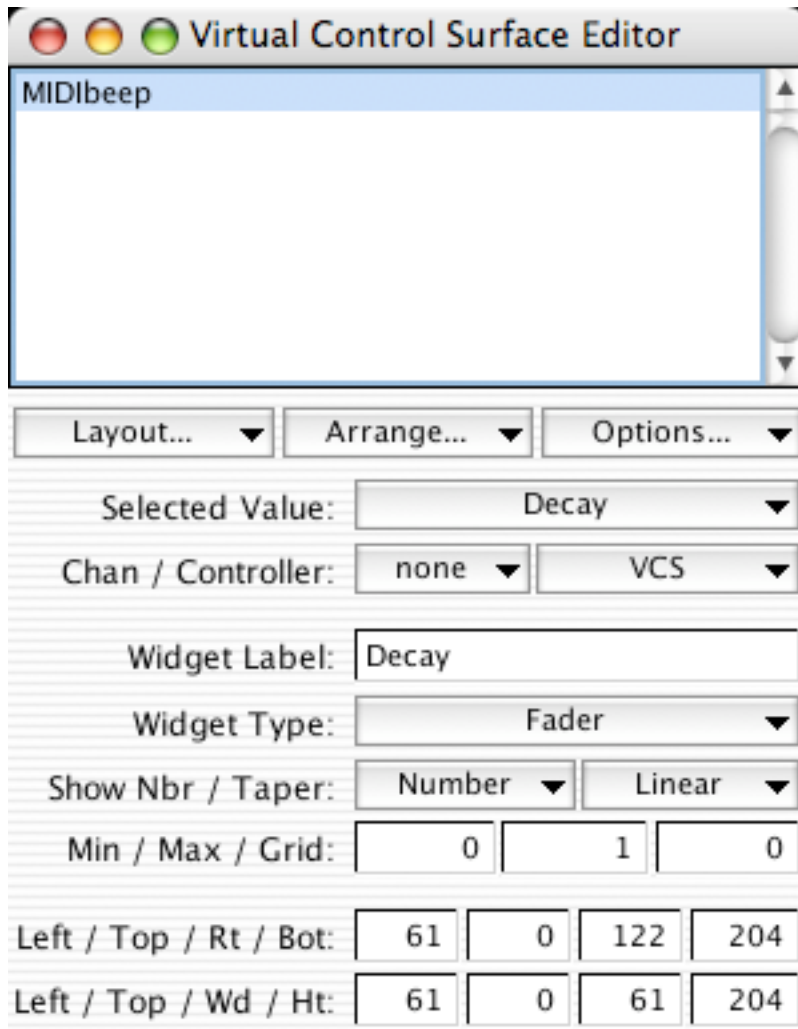 Virtual Control Surface Editor
MIDIbeep
Layout... Arrange... Options...
Selected Value: Decay
Chan / Controller: none VCS
Widget Label: Decay
Widget Type: Fader
Show Nbr / Taper: Number Linear
Min / Max / Grid: 0 1 0
Left / Top / Rt / Bot: 61 0 122 204
Left / Top / Wd / Ht: 61 0 61 204